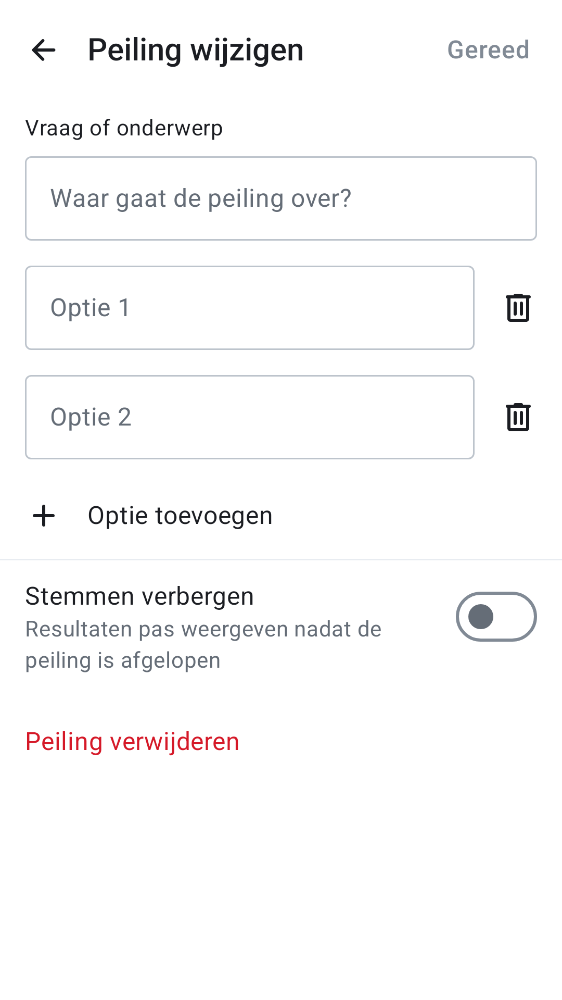 Peiling wijzigen
Gereed
Vraag of onderwerp
Waar gaat de peiling over?
Optie 1
Optie 2
Optie toevoegen
Stemmen verbergen
Resultaten pas weergeven nadat de
peiling is afgelopen
Peiling verwijderen